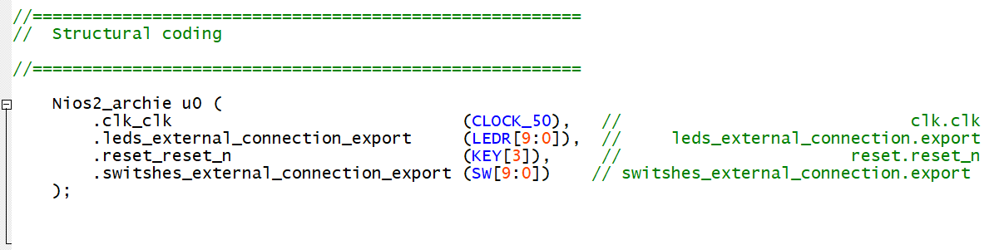 //=======================================================
//  Structural coding
//=======================================================
Nios2_archie u0 (
.clk_clk                             (CLOCK_50),   //                             clk.clk
.leds_external_connection_export     (LEDR[9:0]),  //     leds_external_connection.export
.reset_reset_n                       (KEY[3]),     //                       reset.reset_n
.switshes_external_connection_export (SW[9:0])    // switshes_external_connection.export
);